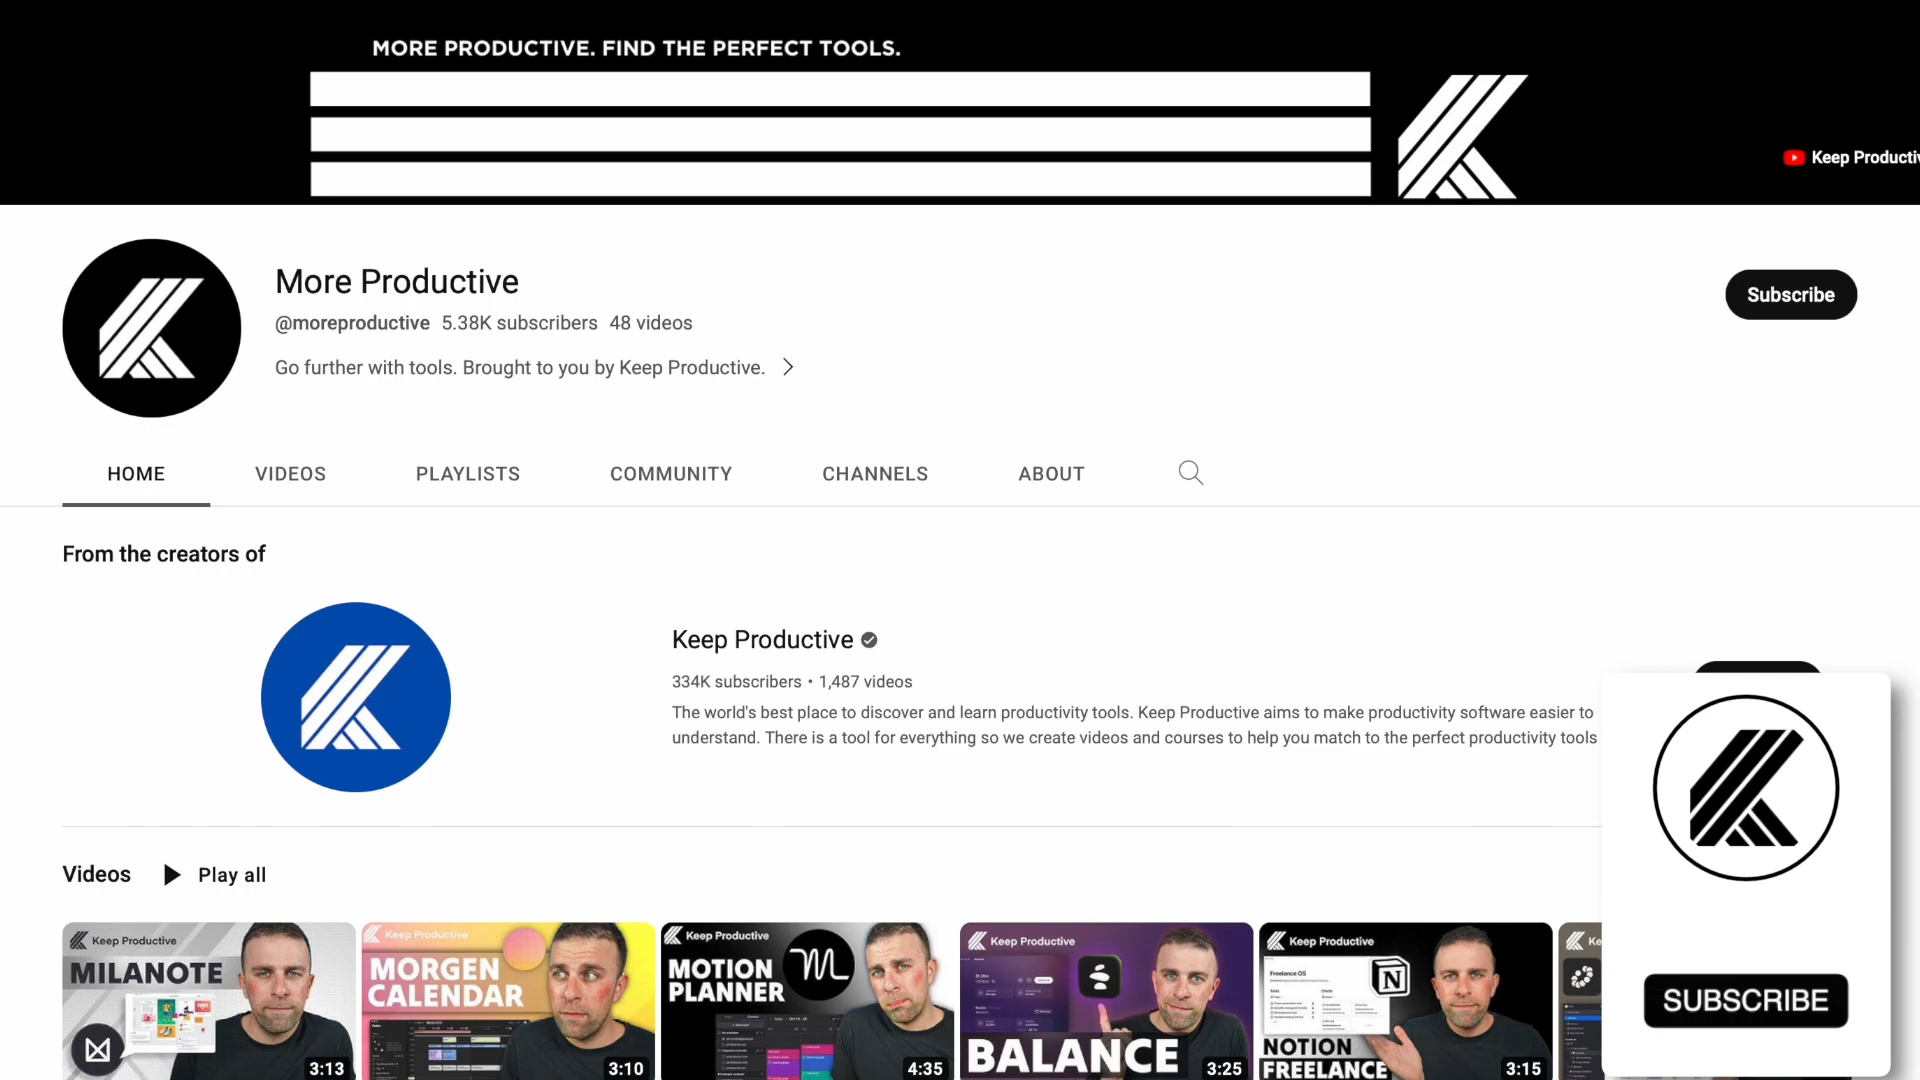 MORE PRODUCTIVE. FIND THE PERFECT TOOLS.
Keep Productiv
More Productive
@moreproductive 5.38K subscribers 48 videos
Go further with tools. Brought to you by Keep Productive.
Subscribe
HOME VIDEOS PLAYLISTS COMMUNITY CHANNELS ABOUT
From the creators of
Keep Productive
334K subscribers • 1,487 videos
The world's best place to discover and learn productivity tools. Keep Productive aims to make productivity software easier to
understand. There is a tool for everything so we create videos and courses to help you match to the perfect productivity tools
SUBSCRIBE
Videos Play all
Keep Productive
MILANOTE
3:13
Keep Productive
MORGEN
CALENDAR
3:10
Keep Productive
MOTION
PLANNER
4:35
Keep Productive
BALANCE
3:25
Keep Productive
Freelance OS
NOTION
FREELANCE
3:15
Ke